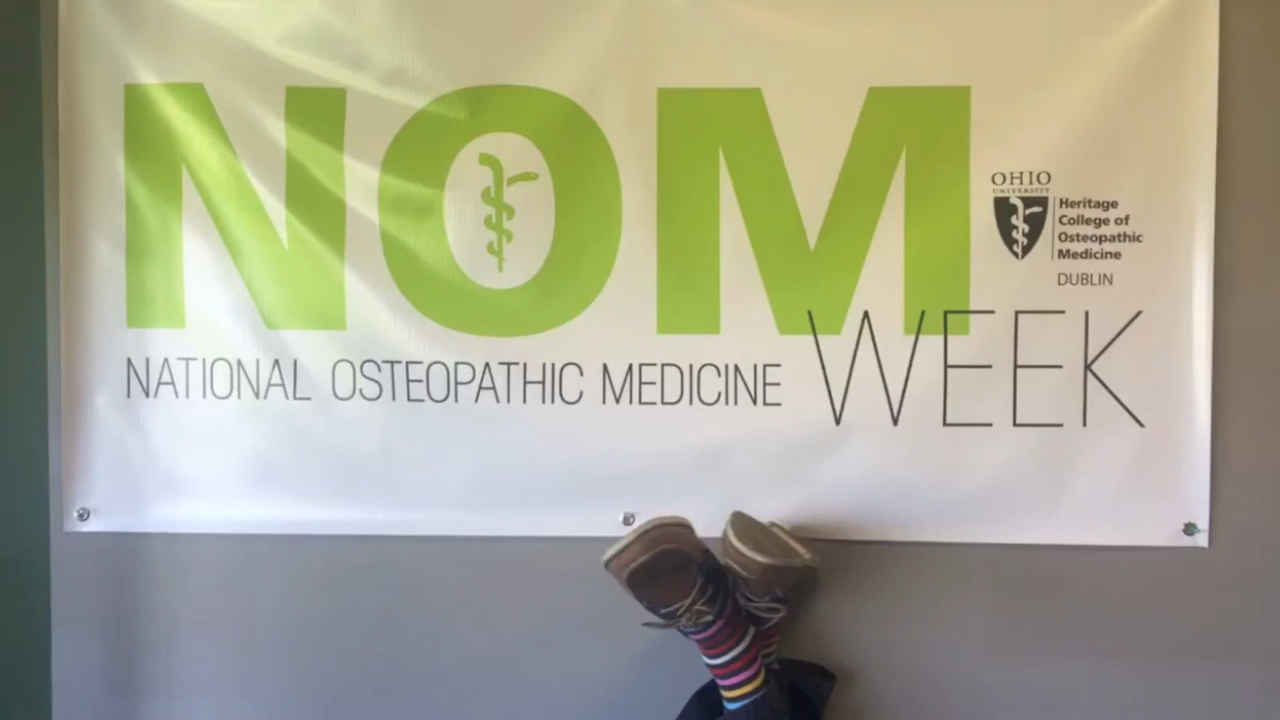 NOM
OHIO
UNIVERSITY
Heritage
College of
Osteopathic
Medicine
DUBLIN
NATIONAL OSTEOPATHIC MEDICINE WEEK